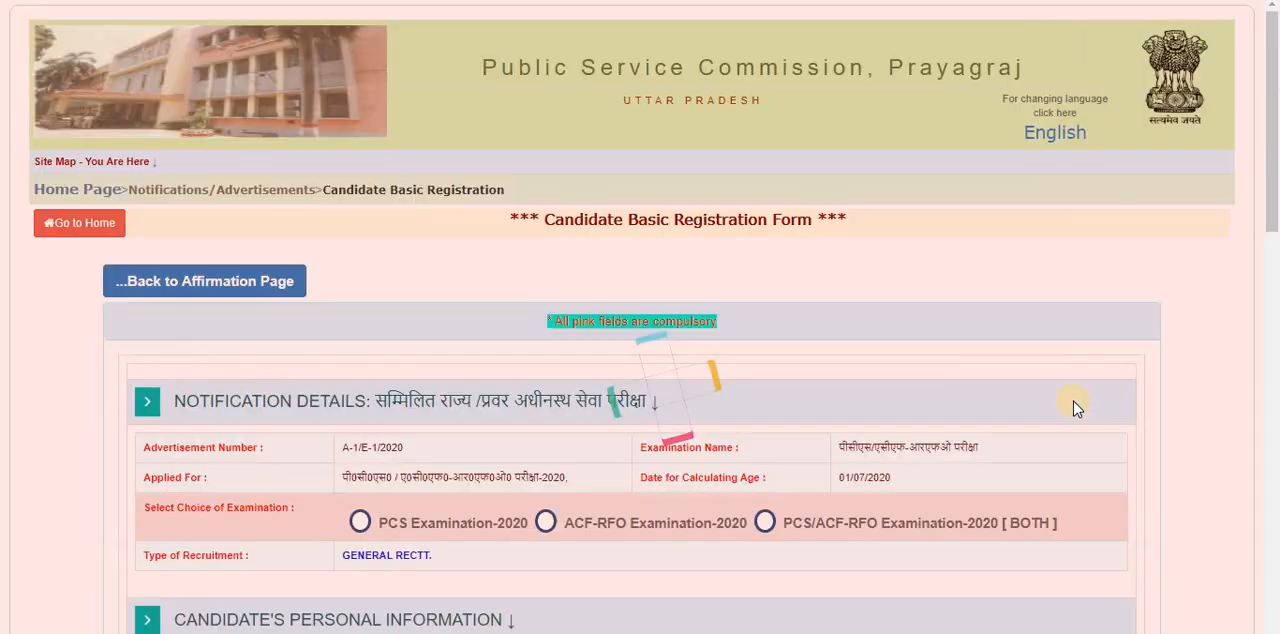 Public Service Commission, Prayagraj
UTTAR PRADESH
For changing language
click here
English
सत्यमेव जयते
Site Map - You Are Here ↓
Home Page>Notifications/Advertisements>Candidate Basic Registration
Go to Home
*** Candidate Basic Registration Form ***
...Back to Affirmation Page
* All pink fields are compulsory
NOTIFICATION DETAILS: सम्मिलित राज्य /प्रवर अधीनस्थ सेवा परीक्षा ↓
Advertisement Number : A-1/E-1/2020 Examination Name : पीसीएस/एसीएफ-आरएफओ परीक्षा
Applied For : पी0सी0एस0 / ए0सी0एफ0-आर0एफ0ओ0 परीक्षा-2020, Date for Calculating Age : 01/07/2020
Select Choice of Examination : PCS Examination-2020 ACF-RFO Examination-2020 PCS/ACF-RFO Examination-2020 [ BOTH ]
Type of Recruitment : GENERAL RECTT.
CANDIDATE'S PERSONAL INFORMATION ↓